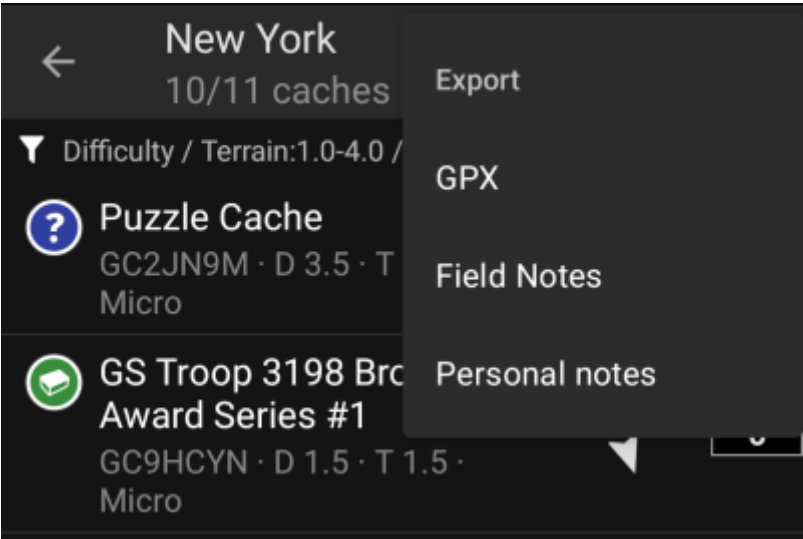 New York
10/11 caches
Difficulty / Terrain:1.0-4.0 /
Puzzle Cache
GC2JN9M · D 3.5 · T
Micro
GS Troop 3198 Bro
Award Series #1
GC9HCYN · D 1.5 · T 1.5 ·
Micro
Export
GPX
Field Notes
Personal notes